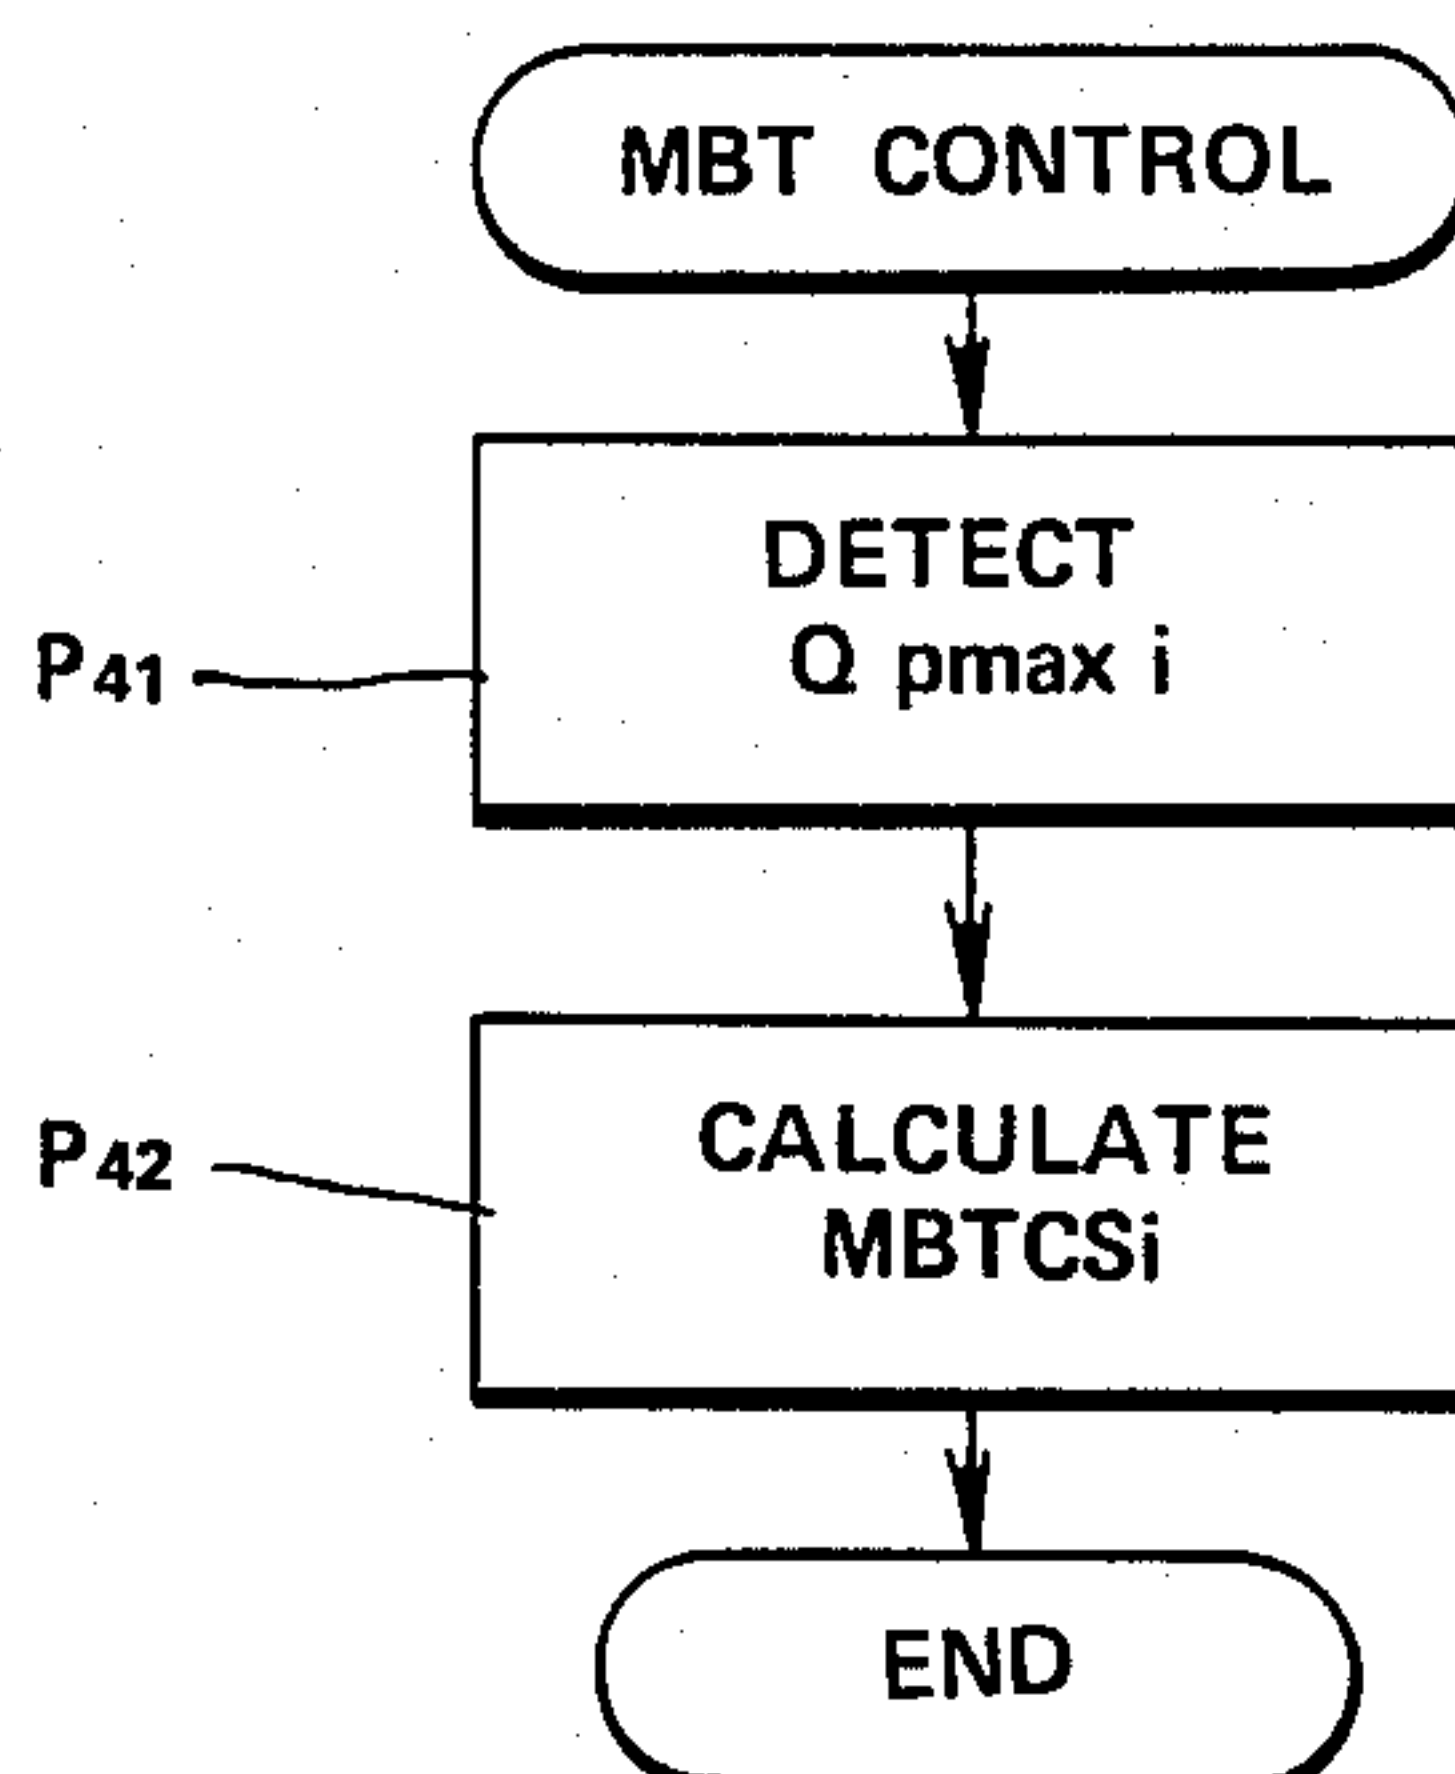 MBT CONTROL
DETECT
Q pmax i
P41
CALCULATE
MBTCSi
P42
END